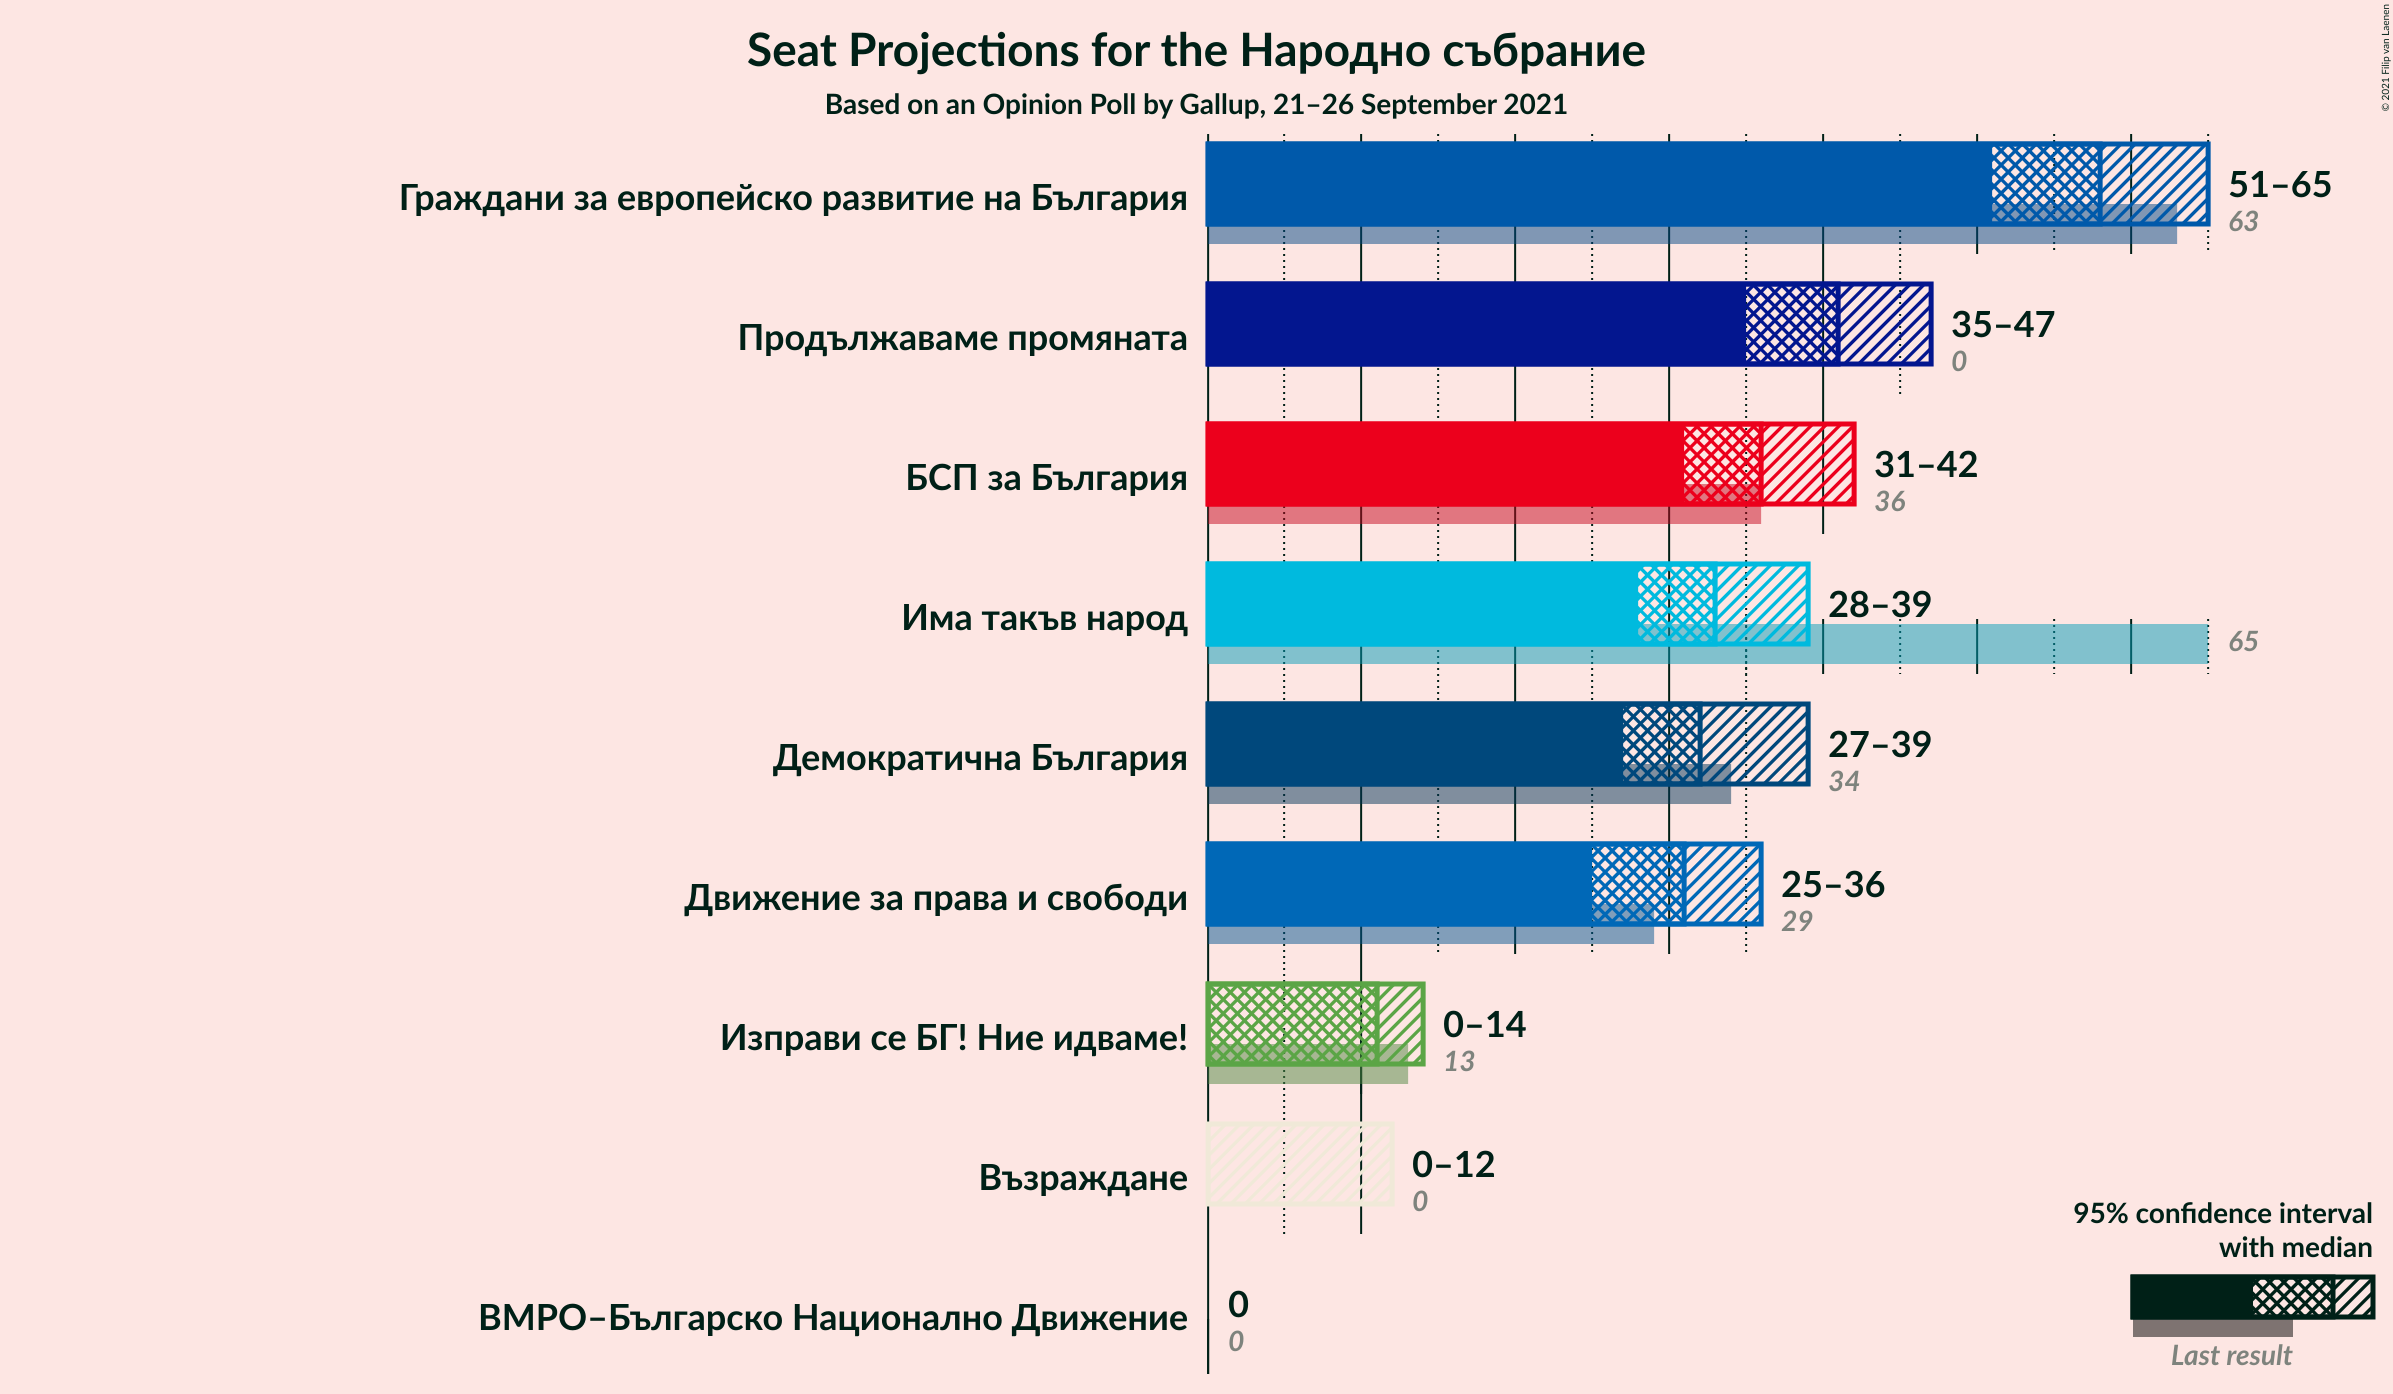 Seat Projections for the Народно събрание
Based on an Opinion Poll by Gallup, 21–26 September 2021
© 2021 Filip van Laenen
Граждани за европейско развитие на България
51–65
63
Продължаваме промяната
35–47
0
БСП за България
31–42
36
Има такъв народ
28–39
65
Демократична България
27–39
34
Движение за права и свободи
25–36
29
Изправи се БГ! Ние идваме!
0–14
13
Възраждане
0–12
0
ВМРО–Българско Национално Движение
0
0
95% confidence interval
with median
Last result